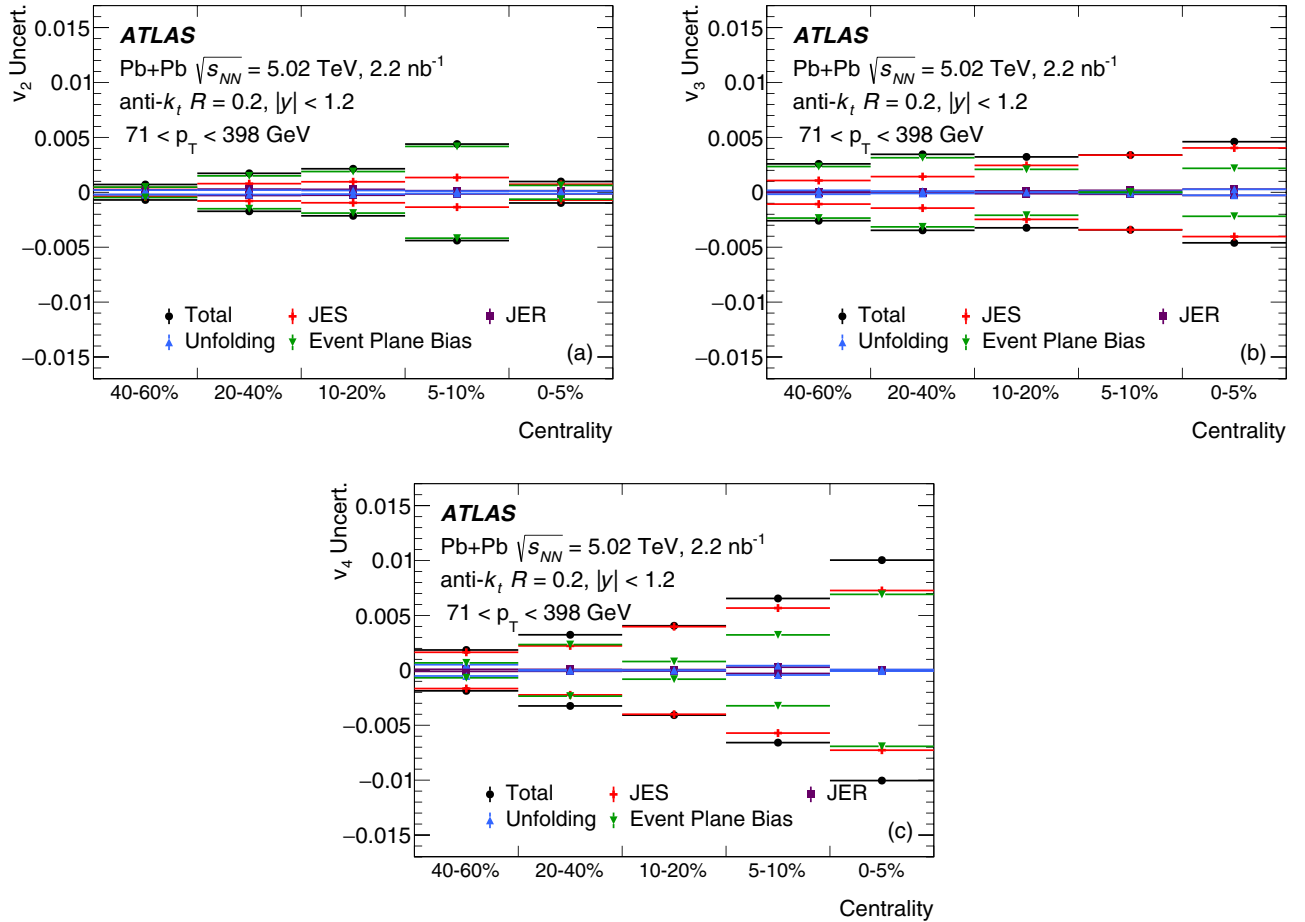 v2 Uncert.
0.015
0.01
0.005
0
−0.005
−0.01
−0.015
ATLAS
Pb+Pb √sNN = 5.02 TeV, 2.2 nb-1
anti-kt R = 0.2, |y| < 1.2
71 < pT < 398 GeV
Total JES JER
Unfolding Event Plane Bias
(a)
40-60% 20-40% 10-20% 5-10% 0-5%
Centrality
v3 Uncert.
0.015
0.01
0.005
0
−0.005
−0.01
−0.015
ATLAS
Pb+Pb √sNN = 5.02 TeV, 2.2 nb-1
anti-kt R = 0.2, |y| < 1.2
71 < pT < 398 GeV
Total JES JER
Unfolding Event Plane Bias
(b)
40-60% 20-40% 10-20% 5-10% 0-5%
Centrality
v4 Uncert.
0.015
0.01
0.005
0
−0.005
−0.01
−0.015
ATLAS
Pb+Pb √sNN = 5.02 TeV, 2.2 nb-1
anti-kt R = 0.2, |y| < 1.2
71 < pT < 398 GeV
Total JES JER
Unfolding Event Plane Bias
(c)
40-60% 20-40% 10-20% 5-10% 0-5%
Centrality